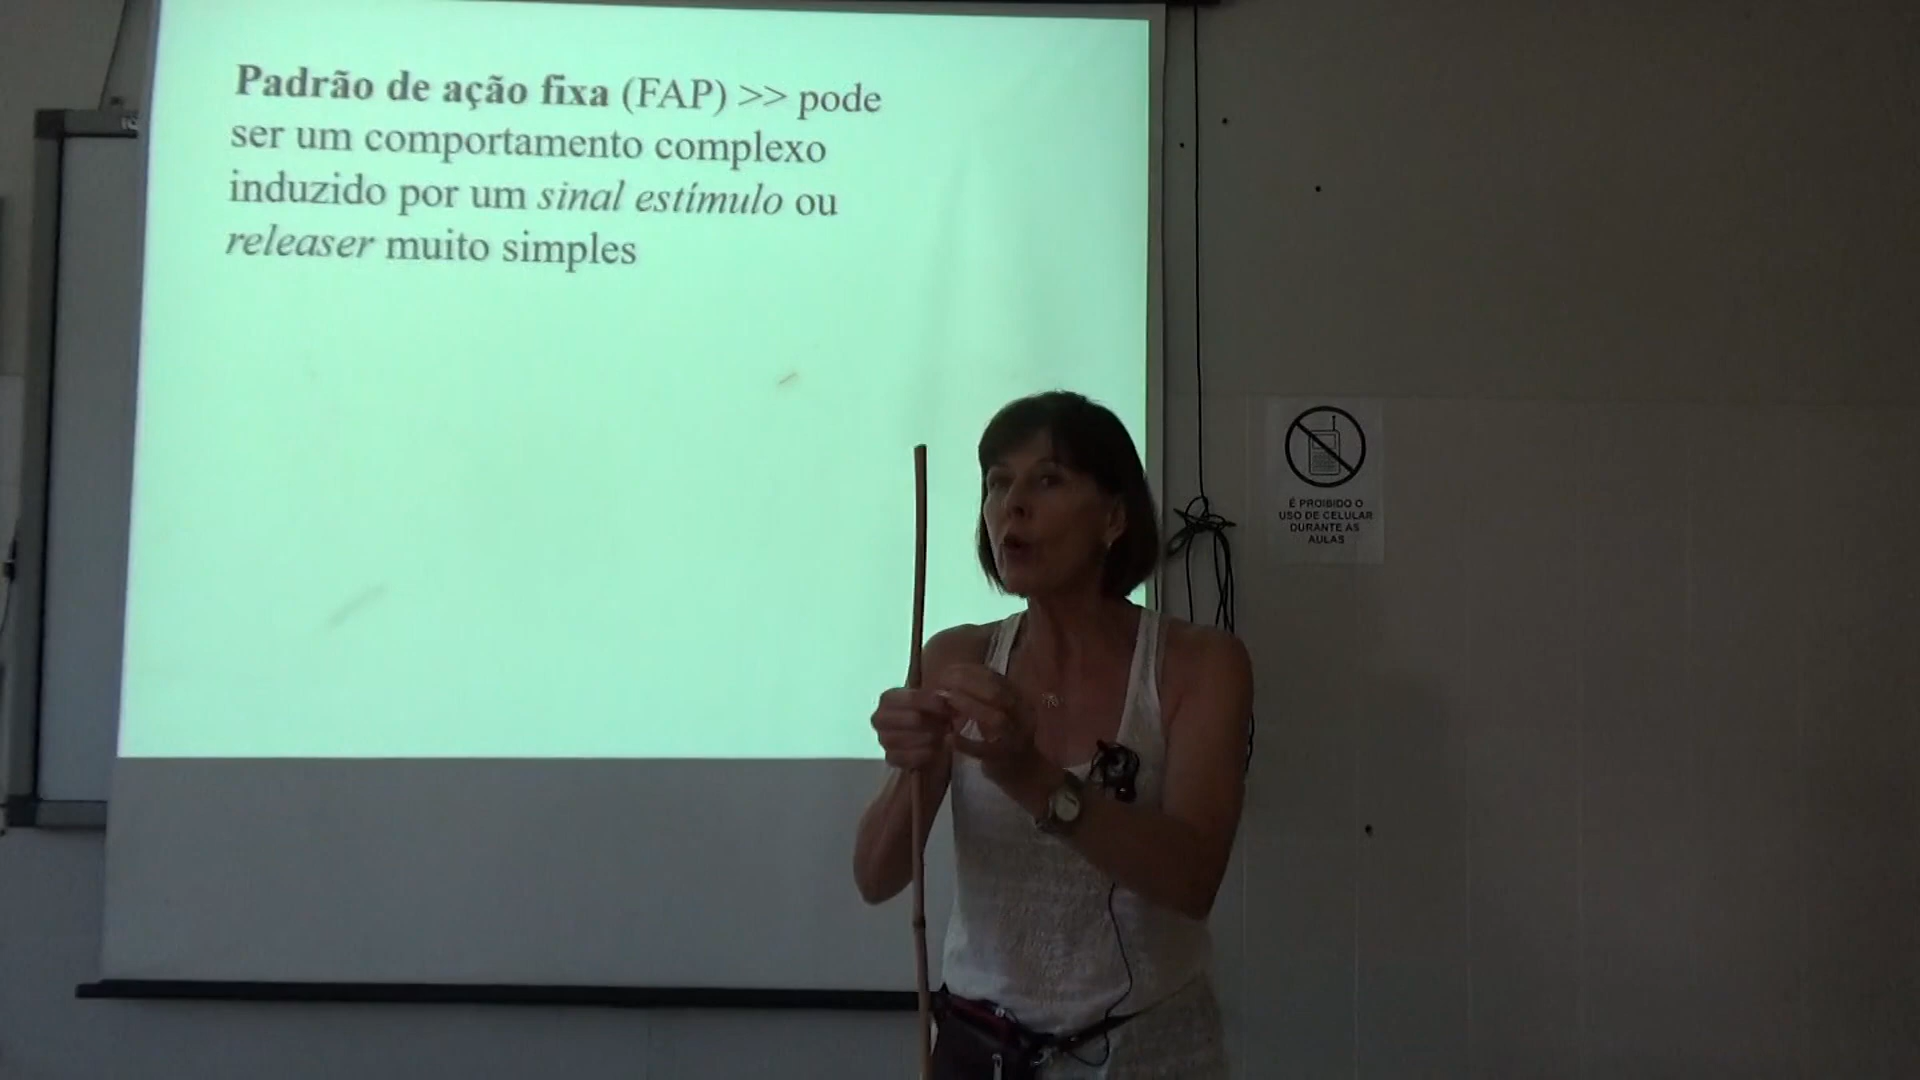 Padrão de ação fixa (FAP) >> pode
ser um comportamento complexo
induzido por um sinal estímulo ou
releaser muito simples
É PROIBIDO O
USO DE CELULAR
DURANTE AS
AULAS